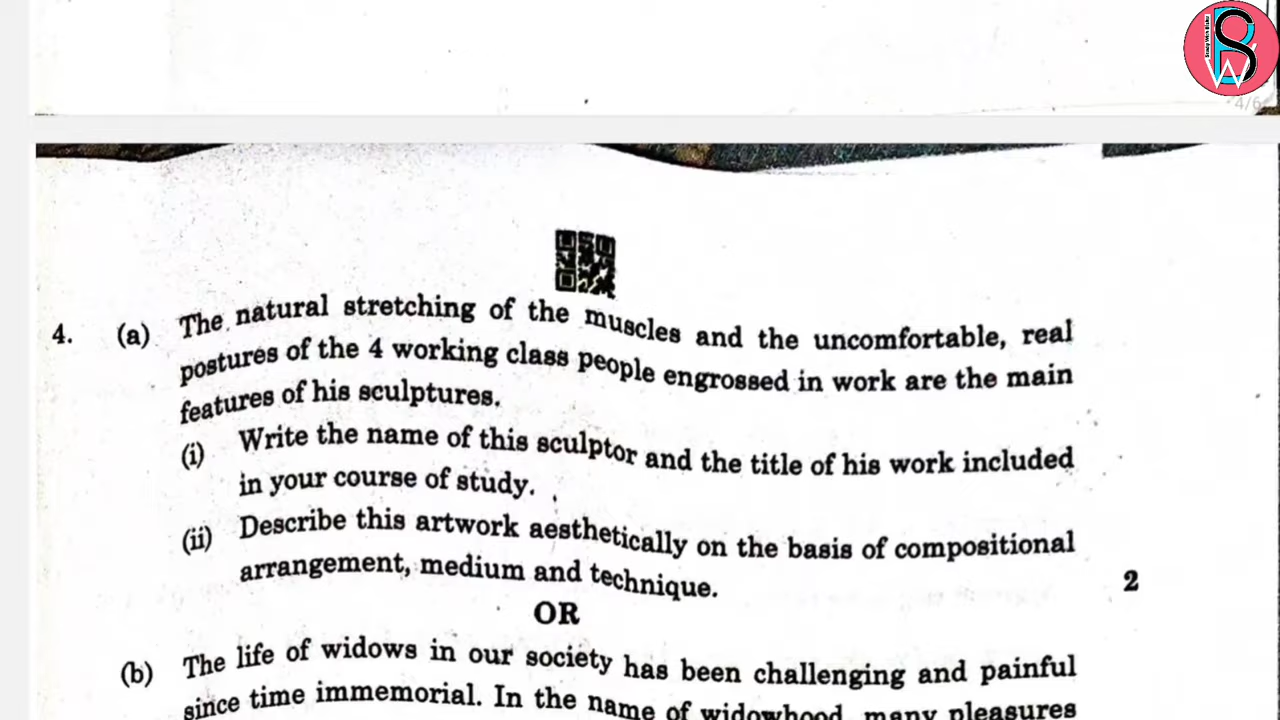 4/6
4. (a) The natural stretching of the muscles and the uncomfortable, real
postures of the 4 working class people engrossed in work are the main
features of his sculptures.
(i) Write the name of this sculptor and the title of his work included
in your course of study.
(ii) Describe this artwork aesthetically on the basis of compositional
arrangement, medium and technique. 2
OR
(b) The life of widows in our society has been challenging and painful
since time immemorial. In the name of widowhood, many pleasures